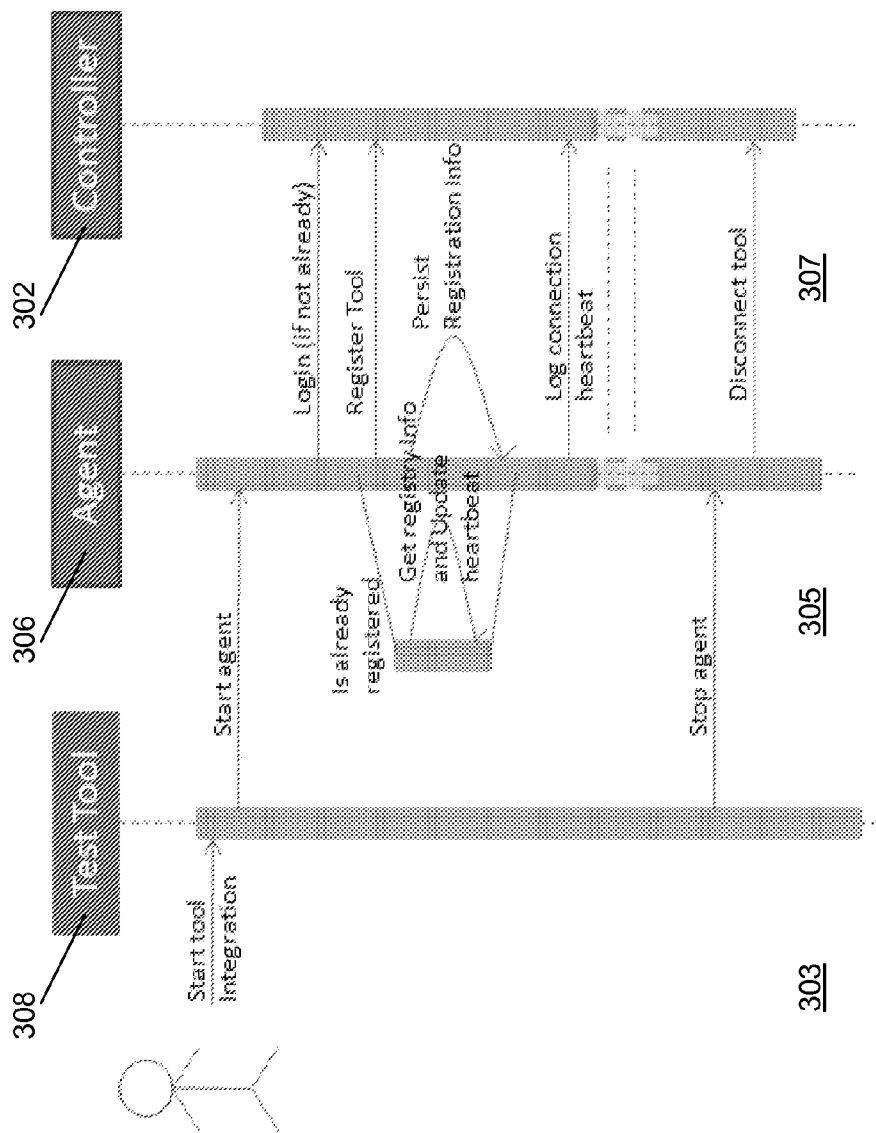 308
Test Tool
306
Agent
302
Controller
Start tool
Integration
Start agent
Login (if not already)
Register Tool
Is already
registered
Get registry Info
and Update
heartbeat
Persist
Registration Info
Log connection
heartbeat
Stop agent
Disconnect tool
303
305
307